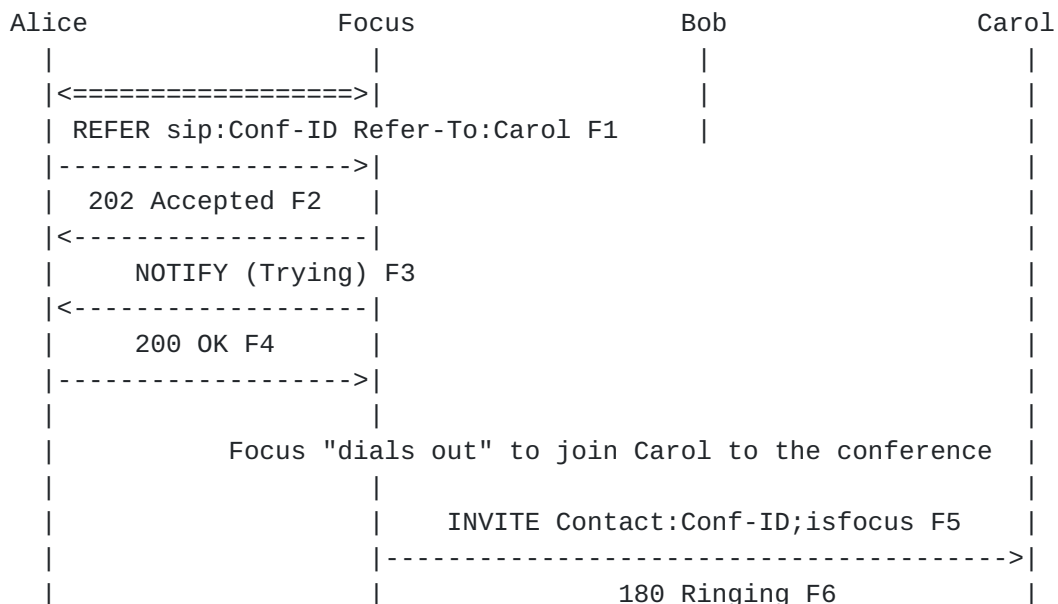 Alice                Focus                 Bob                Carol
  |                    |                    |                    |
  |<==================>|                    |                    |
  | REFER sip:Conf-ID Refer-To:Carol F1     |                    |
  |------------------->|                                         |
  |  202 Accepted F2   |                                         |
  |<-------------------|                                         |
  |     NOTIFY (Trying) F3                                       |
  |<-------------------|                                         |
  |     200 OK F4      |                                         |
  |------------------->|                                         |
  |                    |                                         |
  |           Focus "dials out" to join Carol to the conference  |
  |                    |                                         |
  |                    |    INVITE Contact:Conf-ID;isfocus F5    |
  |                    |---------------------------------------->|
  |                    |               180 Ringing F6            |